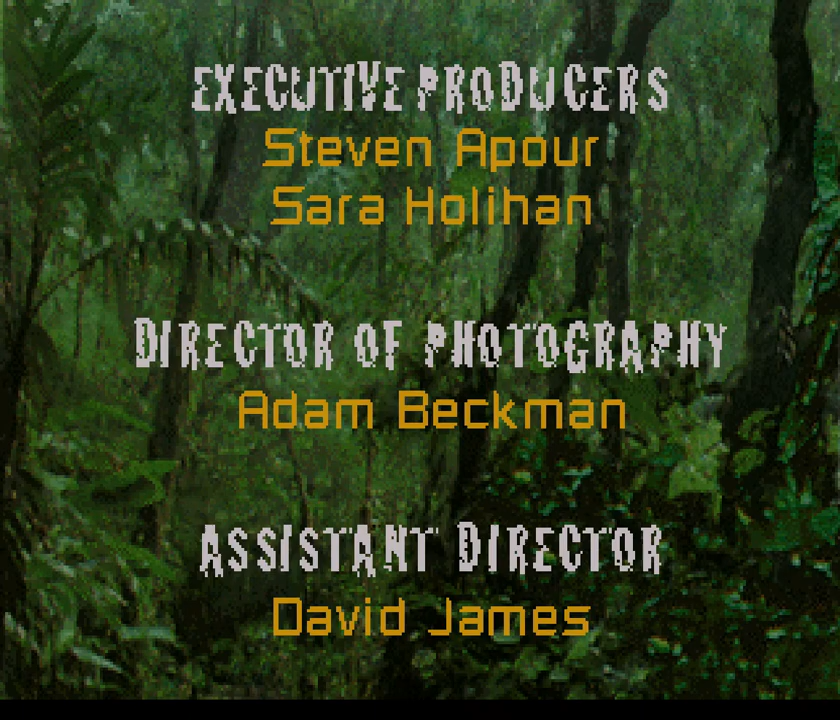 EXECUTIVE PRODUCERS
Steven Apour
Sara Holihan
DIRECTOR OF PHOTOGRAPHY
Adam Beckman
ASSISTANT DIRECTOR
David James